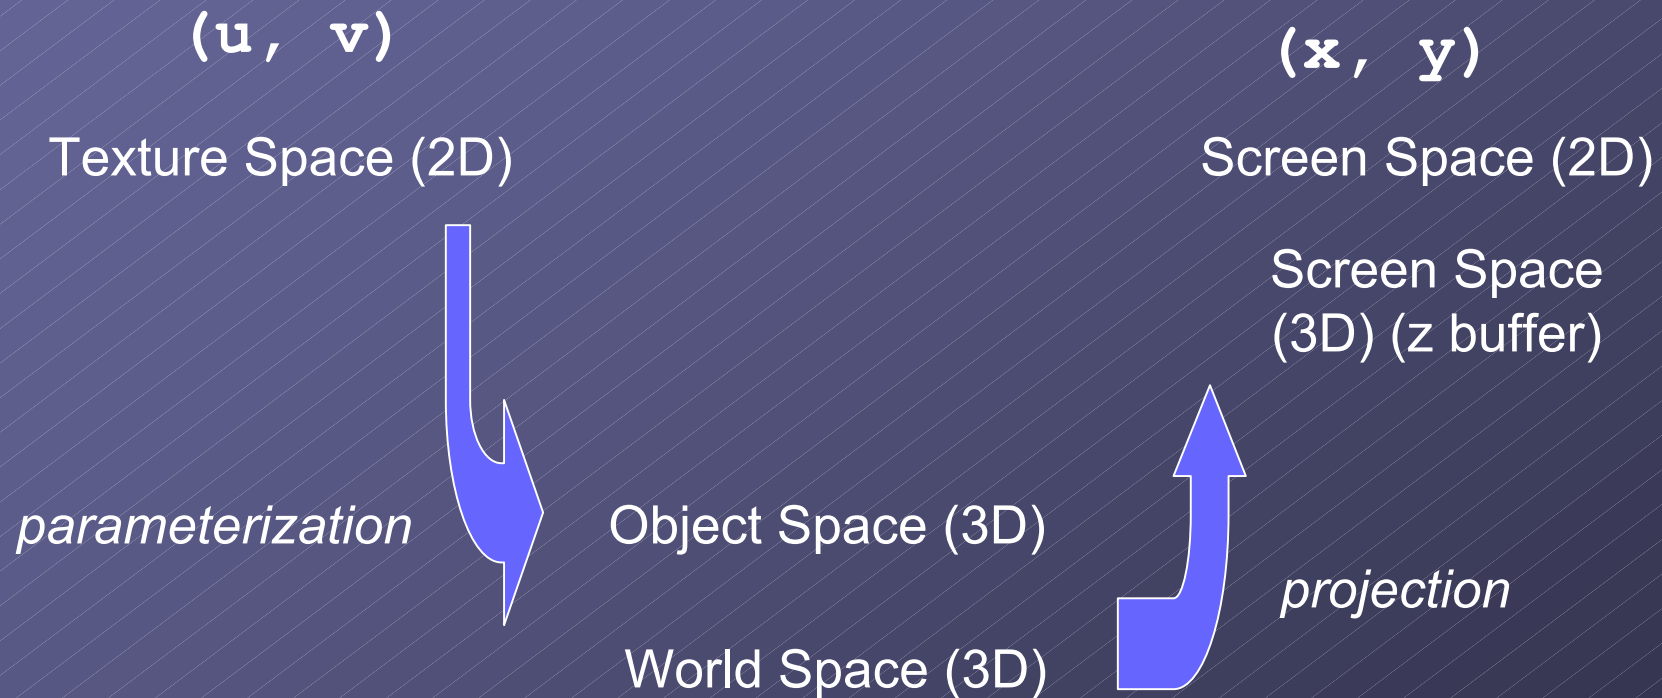 (u, v)
Texture Space (2D)
(x, y)
Screen Space (2D)
Screen Space
(3D) (z buffer)
parameterization
Object Space (3D)
projection
World Space (3D)